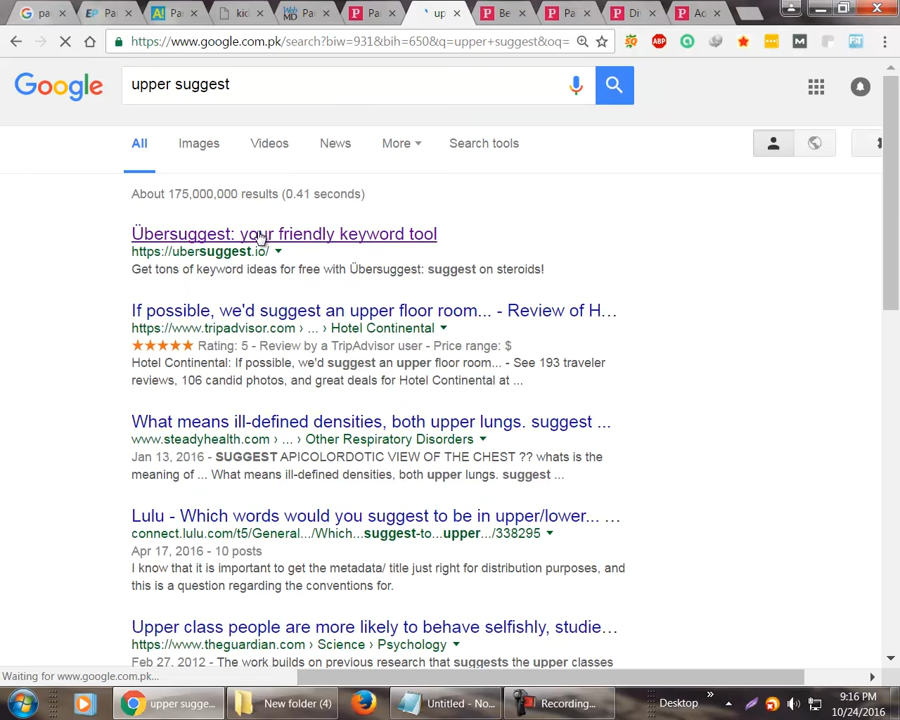 pa
Pa
Pa
kid
Pa
Pa
up
Be
Pa
Di
Ad
https://www.google.com.pk/search?biw=931&bih=650&q=upper+suggest&oq=
Google
upper suggest
All
Images
Videos
News
More
Search tools
About 175,000,000 results (0.41 seconds)
Übersuggest: your friendly keyword tool
https://ubersuggest.io/
Get tons of keyword ideas for free with Übersuggest: suggest on steroids!
If possible, we'd suggest an upper floor room... - Review of H...
https://www.tripadvisor.com › ... › Hotel Continental
Rating: 5 - Review by a TripAdvisor user - Price range: $
Hotel Continental: If possible, we'd suggest an upper floor room... - See 193 traveler
reviews, 106 candid photos, and great deals for Hotel Continental at ...
What means ill-defined densities, both upper lungs. suggest ...
www.steadyhealth.com › ... › Other Respiratory Disorders
Jan 13, 2016 - SUGGEST APICOLORDOTIC VIEW OF THE CHEST ?? whats is the
meaning of ... What means ill-defined densities, both upper lungs. suggest ...
Lulu - Which words would you suggest to be in upper/lower... ...
connect.lulu.com/t5/General.../Which...suggest-to...upper.../338295
Apr 17, 2016 - 10 posts
I know that it is important to get the metadata/ title just right for distribution purposes, and
this is a question regarding the conventions for.
Upper class people are more likely to behave selfishly, studie...
https://www.theguardian.com › Science › Psychology
Feb 27, 2012 - The work builds on previous research that suggests the upper classes
Waiting for www.google.com.pk...
upper sugge...
New folder (4)
Untitled - No...
Recording...
Desktop
9:16 PM
10/24/2016